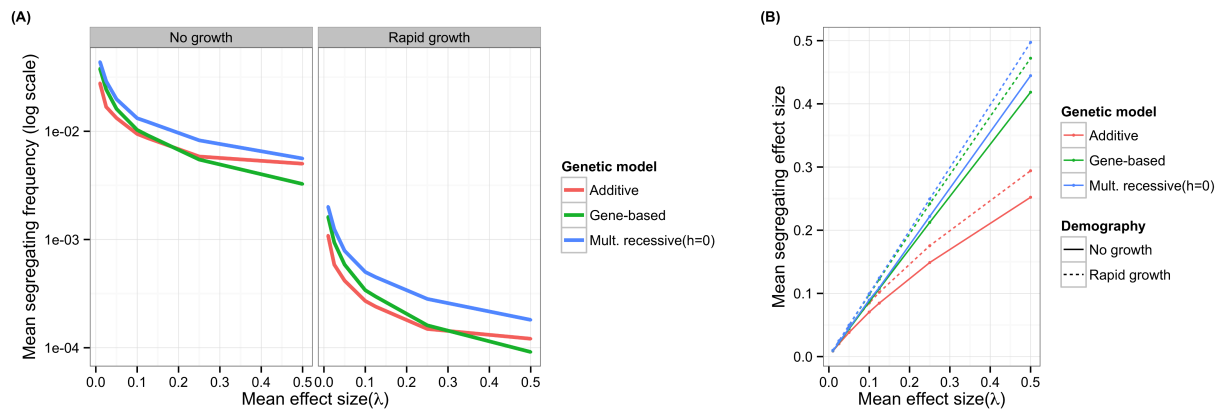 (A)
No growth
Rapid growth
Mean segregating frequency (log scale)
1e-02
1e-03
1e-04
0.0 0.1 0.2 0.3 0.4 0.5
0.0 0.1 0.2 0.3 0.4 0.5
Mean effect size(λ)
Genetic model
Additive
Gene-based
Mult. recessive(h=0)
(B)
Mean segregating effect size
0.5
0.4
0.3
0.2
0.1
0.0
0.0 0.1 0.2 0.3 0.4 0.5
Mean effect size(λ)
Genetic model
Additive
Gene-based
Mult. recessive(h=0)
Demography
No growth
Rapid growth